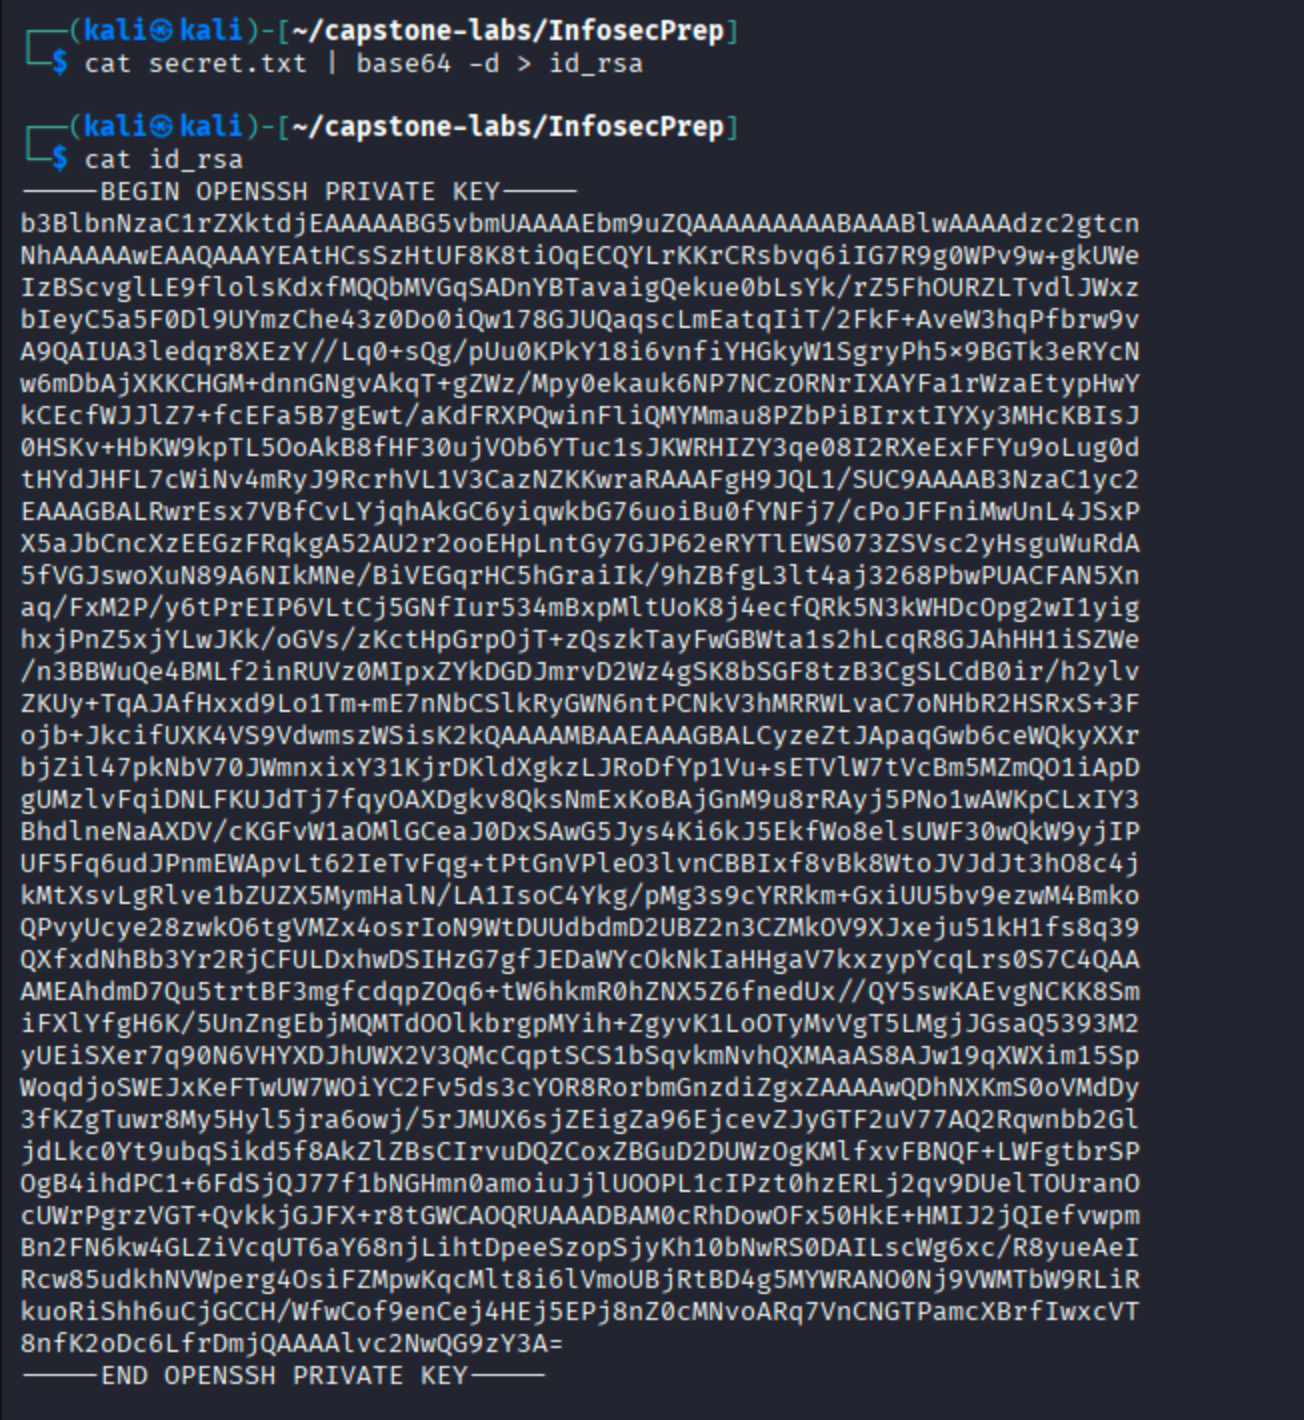 ┌──(kali㉿kali)-[~/capstone-labs/InfosecPrep]
└─$ cat secret.txt | base64 -d > id_rsa
┌──(kali㉿kali)-[~/capstone-labs/InfosecPrep]
└─$ cat id_rsa
-----BEGIN OPENSSH PRIVATE KEY-----
b3BlbnNzaC1rZXktdjEAAAAABG5vbmUAAAAEbm9uZQAAAAAAAAABAAABlwAAAAdzc2gtcn
NhAAAAAwEAAQAAAYEAtHCsSzHtUF8K8tiOqECQYLrKKrCRsbvq6iIG7R9g0WPv9w+gkUWe
IzBScvglLE9flolsKdxfMQQbMVGqSADnYBTavaigQekue0bLsYk/rZ5FhOURZLTvdlJWxz
bIeyC5a5F0Dl9UYmzChe43z0Do0iQw178GJUQaqscLmEatqIiT/2FkF+AveW3hqPfbrw9v
A9QAIUA3ledqr8XEzY//Lq0+sQg/pUu0KPkY18i6vnfiYHGkyW1SgryPh5x9BGTk3eRYcN
w6mDbAjXKKCHGM+dnnGNgvAkqT+gZWz/Mpy0ekauk6NP7NCzORNrIXAYFa1rWzaEtypHwY
kCEcfWJJlZ7+fcEFa5B7gEwt/aKdFRXPQwinFliQMYMmau8PZbPiBIrxtIYXy3MHcKBIsJ
0HSKv+HbKW9kpTL5OoAkB8fHF30ujVOb6YTuc1sJKWRHIZY3qe08I2RXeExFFYu9oLug0d
tHYdJHFL7cWiNv4mRyJ9RcrhVL1V3CazNZKKwraRAAAFgH9JQL1/SUC9AAAAB3NzaC1yc2
EAAAGBALRwrEsx7VBfCvLYjqhAkGC6yiqwkbG76uoiBu0fYNFj7/cPoJFFniMwUnL4JSxP
X5aJbCncXzEEGzFRqkgA52AU2r2ooEHpLntGy7GJP62eRYTlEWS073ZSVsc2yHsguWuRdA
5fVGJswoXuN89A6NIkMNe/BiVEGqrHC5hGraiIk/9hZBfgL3lt4aj3268PbwPUACFAN5Xn
aq/FxM2P/y6tPrEIP6VLtCj5GNfIur534mBxpMltUoK8j4ecfQRk5N3kWHDcOpg2wI1yig
hxjPnZ5xjYLwJKk/oGVs/zKctHpGrpOjT+zQszkTayFwGBWta1s2hLcqR8GJAhHH1iSZWe
/n3BBWuQe4BMLf2inRUVz0MIpxZYkDGDJmrvD2Wz4gSK8bSGF8tzB3CgSLCdB0ir/h2ylv
ZKUy+TqAJAfHxxd9Lo1Tm+mE7nNbCSlkRyGWN6ntPCNkV3hMRRWLvaC7oNHbR2HSRxS+3F
ojb+JkcifUXK4VS9VdwmszWSisK2kQAAAAMBAAEAAAGBALCyzeZtJApaqGwb6ceWQkyXXr
bjZil47pkNbV70JWmnxixY31KjrDKldXgkzLJRoDfYp1Vu+sETVlW7tVcBm5MZmQO1iApD
gUMzlvFqiDNLFKUJdTj7fqyOAXDgkv8QksNmExKoBAjGnM9u8rRAyj5PNo1wAWKpCLxIY3
BhdlneNaAXDV/cKGFvW1aOMlGCeaJ0DxSAwG5Jys4Ki6kJ5EkfWo8elsUWF30wQkW9yjIP
UF5Fq6udJPnmEWApvLt62IeTvFqg+tPtGnVPleO3lvnCBBIxf8vBk8WtoJVJdJt3hO8c4j
kMtXsvLgRlve1bZUZX5MymHalN/LA1IsoC4Ykg/pMg3s9cYRRkm+GxiUU5bv9ezwM4Bmko
QPvyUcye28zwkO6tgVMZx4osrIoN9WtDUUdbdmD2UBZ2n3CZMkOV9XJxeju51kH1fs8q39
QXfxdNhBb3Yr2RjCFULDxhwDSIHzG7gfJEDaWYcOkNkIaHHgaV7kxzypYcqLrs0S7C4QAA
AMEAhdmD7Qu5trtBF3mgfcdqpZOq6+tW6hkmR0hZNX5Z6fnedUx//QY5swKAEvgNCKK8Sm
iFXlYfgH6K/5UnZngEbjMQMTdOOlkbrgpMYih+ZgyvK1LoOTyMvVgT5LMgjJGsaQ5393M2
yUEiSXer7q90N6VHYXDJhUWX2V3QMcCqptSCS1bSqvkmNvhQXMAaAS8AJw19qXWXim15Sp
WoqdjoSWEJxKeFTwUW7WOiYC2Fv5ds3cYOR8RorbmGnzdiZgxZAAAAwQDhNXKmS0oVMdDy
3fKZgTuwr8My5Hyl5jra6owj/5rJMUX6sjZEigZa96EjcevZJyGTF2uV77AQ2Rqwnbb2Gl
jdLkc0Yt9ubqSikd5f8AkZlZBsCIrvuDQZCoxZBGuD2DUWzOgKMlfxvFBNQF+LWFgtbrSP
OgB4ihdPC1+6FdSjQJ77f1bNGHmn0amoiuJjlUOOPL1cIPzt0hzERLj2qv9DUelTOUranO
cUWrPgrzVGT+QvkkjGJFX+r8tGWCAOQRUAAADBAM0cRhDowOFx50HkE+HMIJ2jQIefvwpm
Bn2FN6kw4GLZiVcqUT6aY68njLihtDpeeSzopSjyKh10bNwRS0DAILscWg6xc/R8yueAeI
Rcw85udkhNVWperg4OsiFZMpwKqcMlt8i6lVmoUBjRtBD4g5MYWRANO0Nj9VWMTbW9RLiR
kuoRiShh6uCjGCCH/WfwCof9enCej4HEj5EPj8nZ0cMNvoARq7VnCNGTPamcXBrfIwxcVT
8nfK2oDc6LfrDmjQAAAAlvc2NwQG9zY3A=
-----END OPENSSH PRIVATE KEY-----